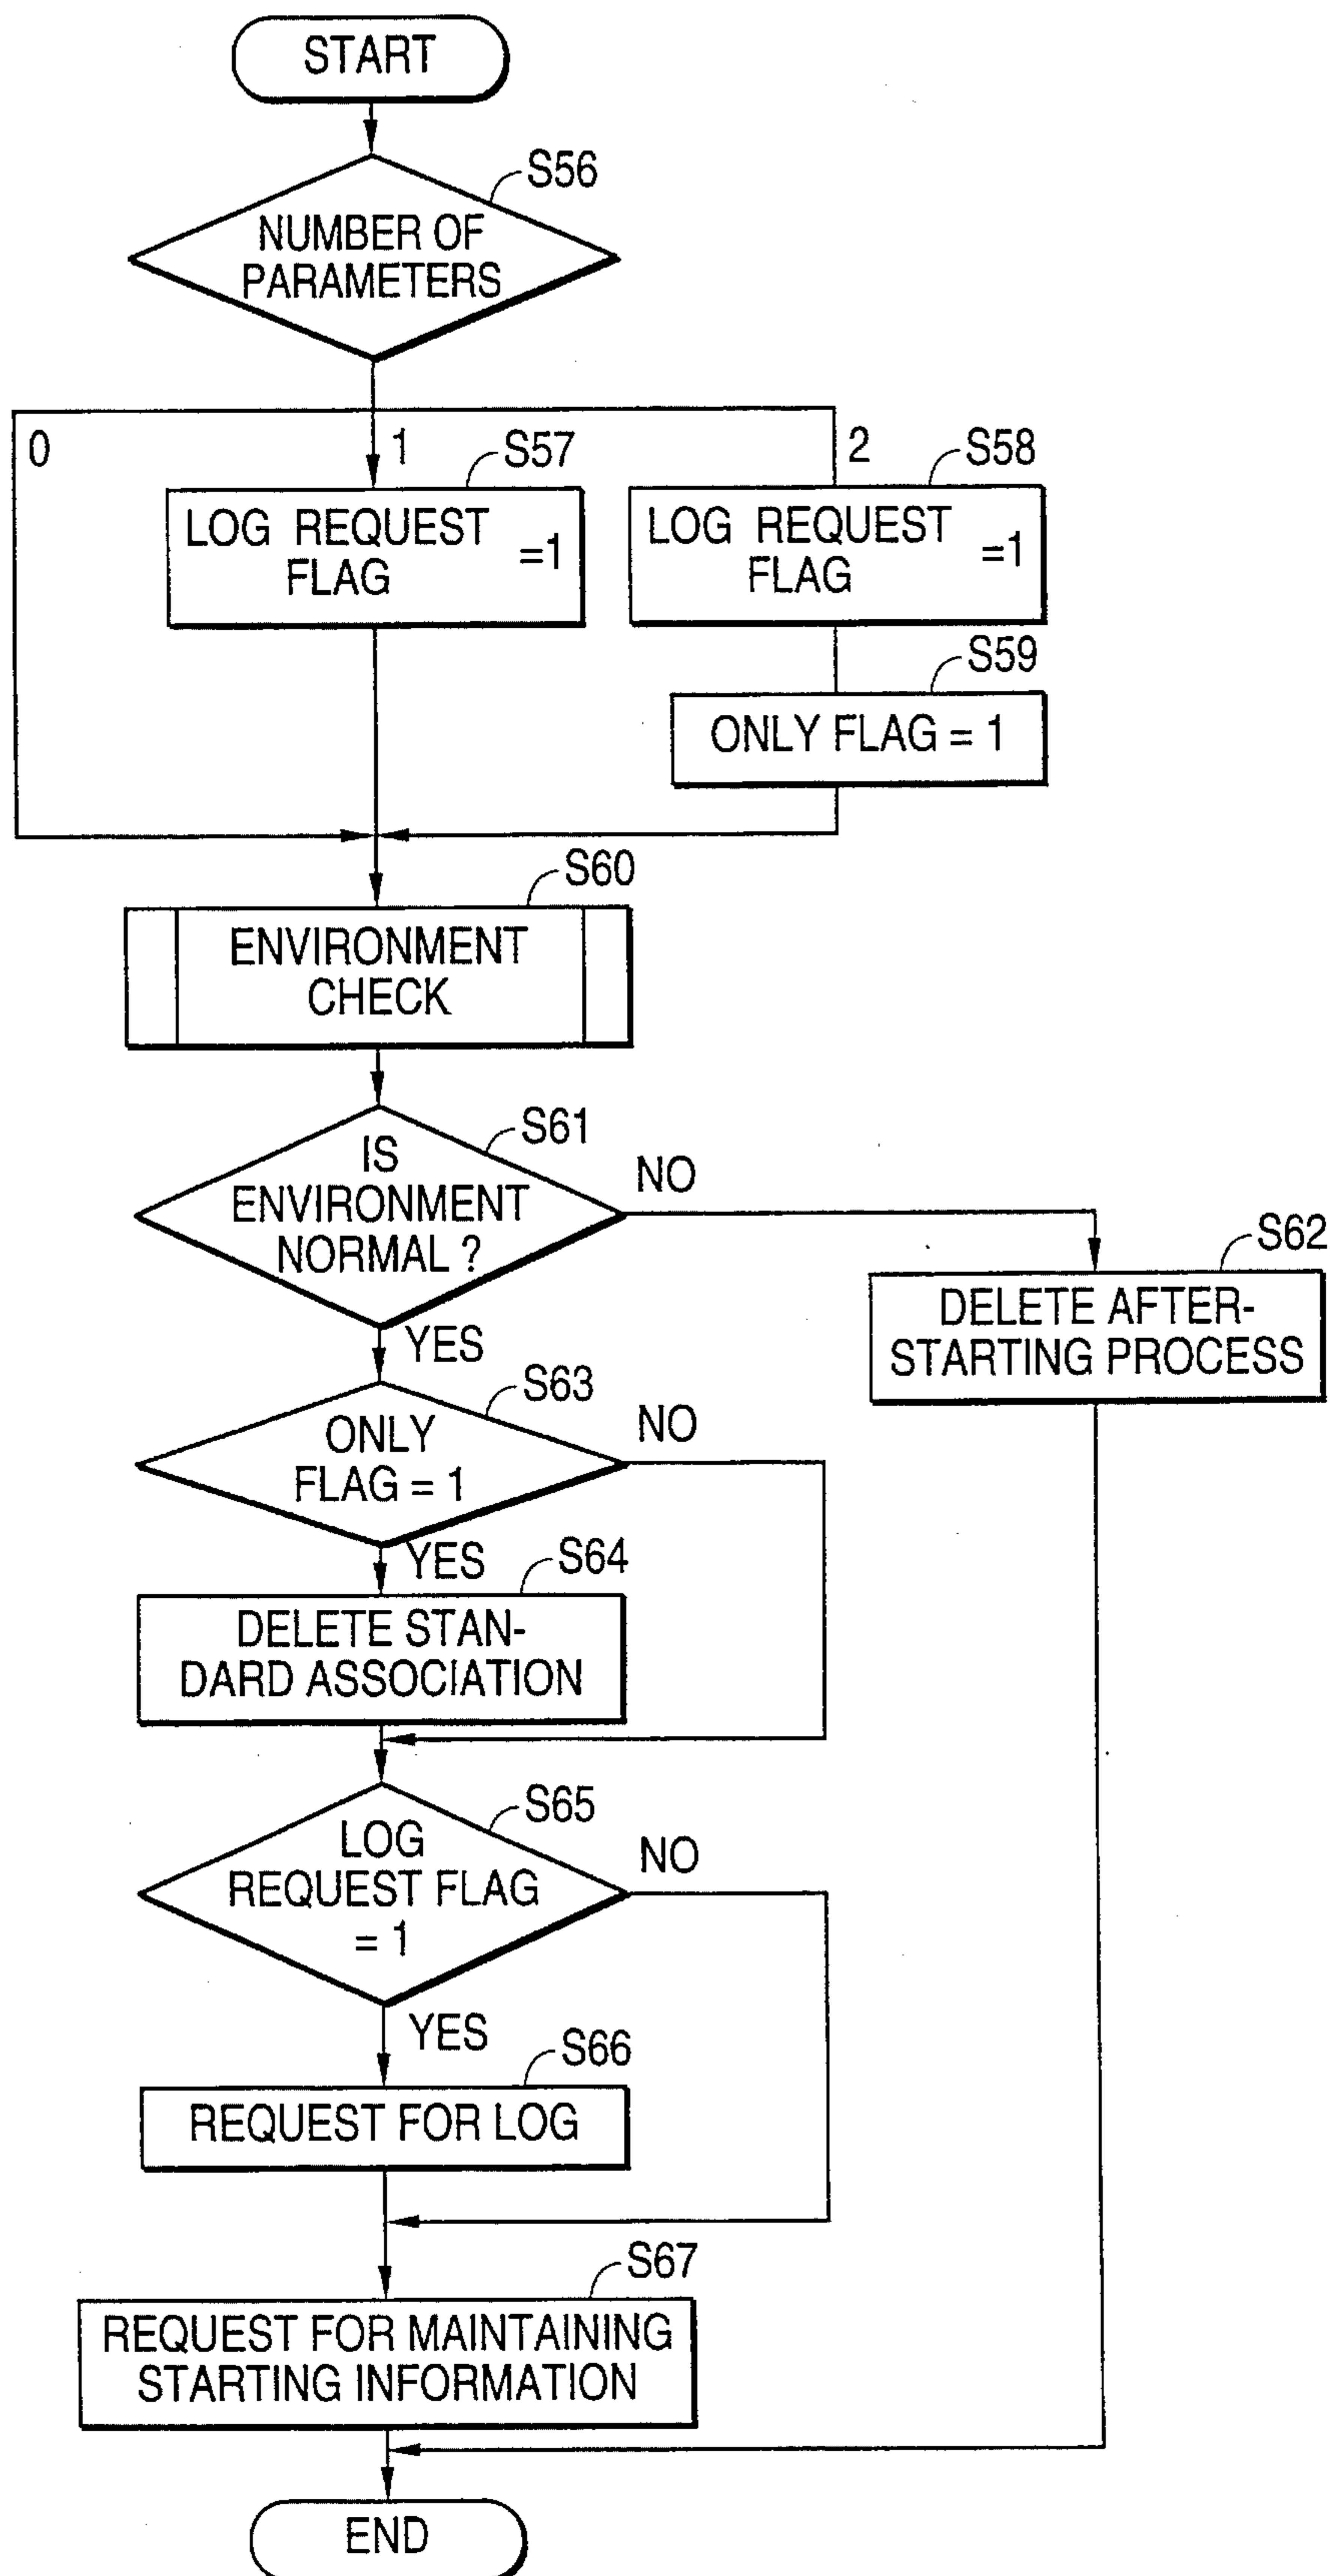 START
S56
NUMBER OF
PARAMETERS
0
1
S57
2
S58
LOG REQUEST
FLAG
=1
LOG REQUEST
FLAG
=1
S59
ONLY FLAG = 1
S60
ENVIRONMENT
CHECK
S61
IS
ENVIRONMENT
NORMAL ?
NO
S62
DELETE AFTER-
STARTING PROCESS
YES
S63
ONLY
FLAG = 1
NO
YES
S64
DELETE STAN-
DARD ASSOCIATION
S65
LOG
REQUEST FLAG
= 1
NO
YES
S66
REQUEST FOR LOG
S67
REQUEST FOR MAINTAINING
STARTING INFORMATION
END